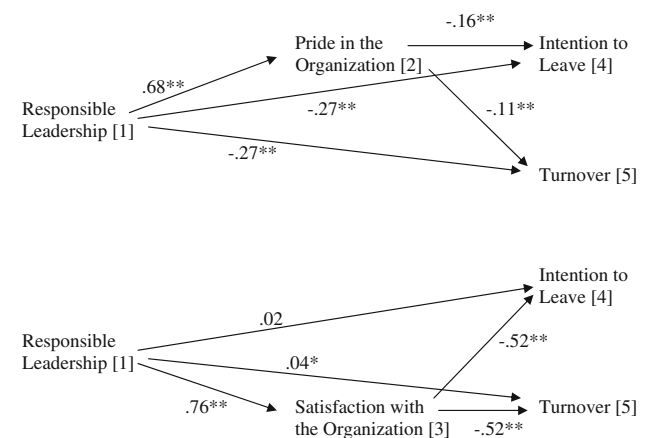 -.16**
Pride in the
Organization [2]
Intention to
Leave [4]
.68**
Responsible
Leadership [1]
-.27**
-.11**
-.27**
Turnover [5]
Intention to
Leave [4]
.02
Responsible
Leadership [1]
-.52**
.04*
.76**
Satisfaction with
the Organization [3]
Turnover [5]
-.52**